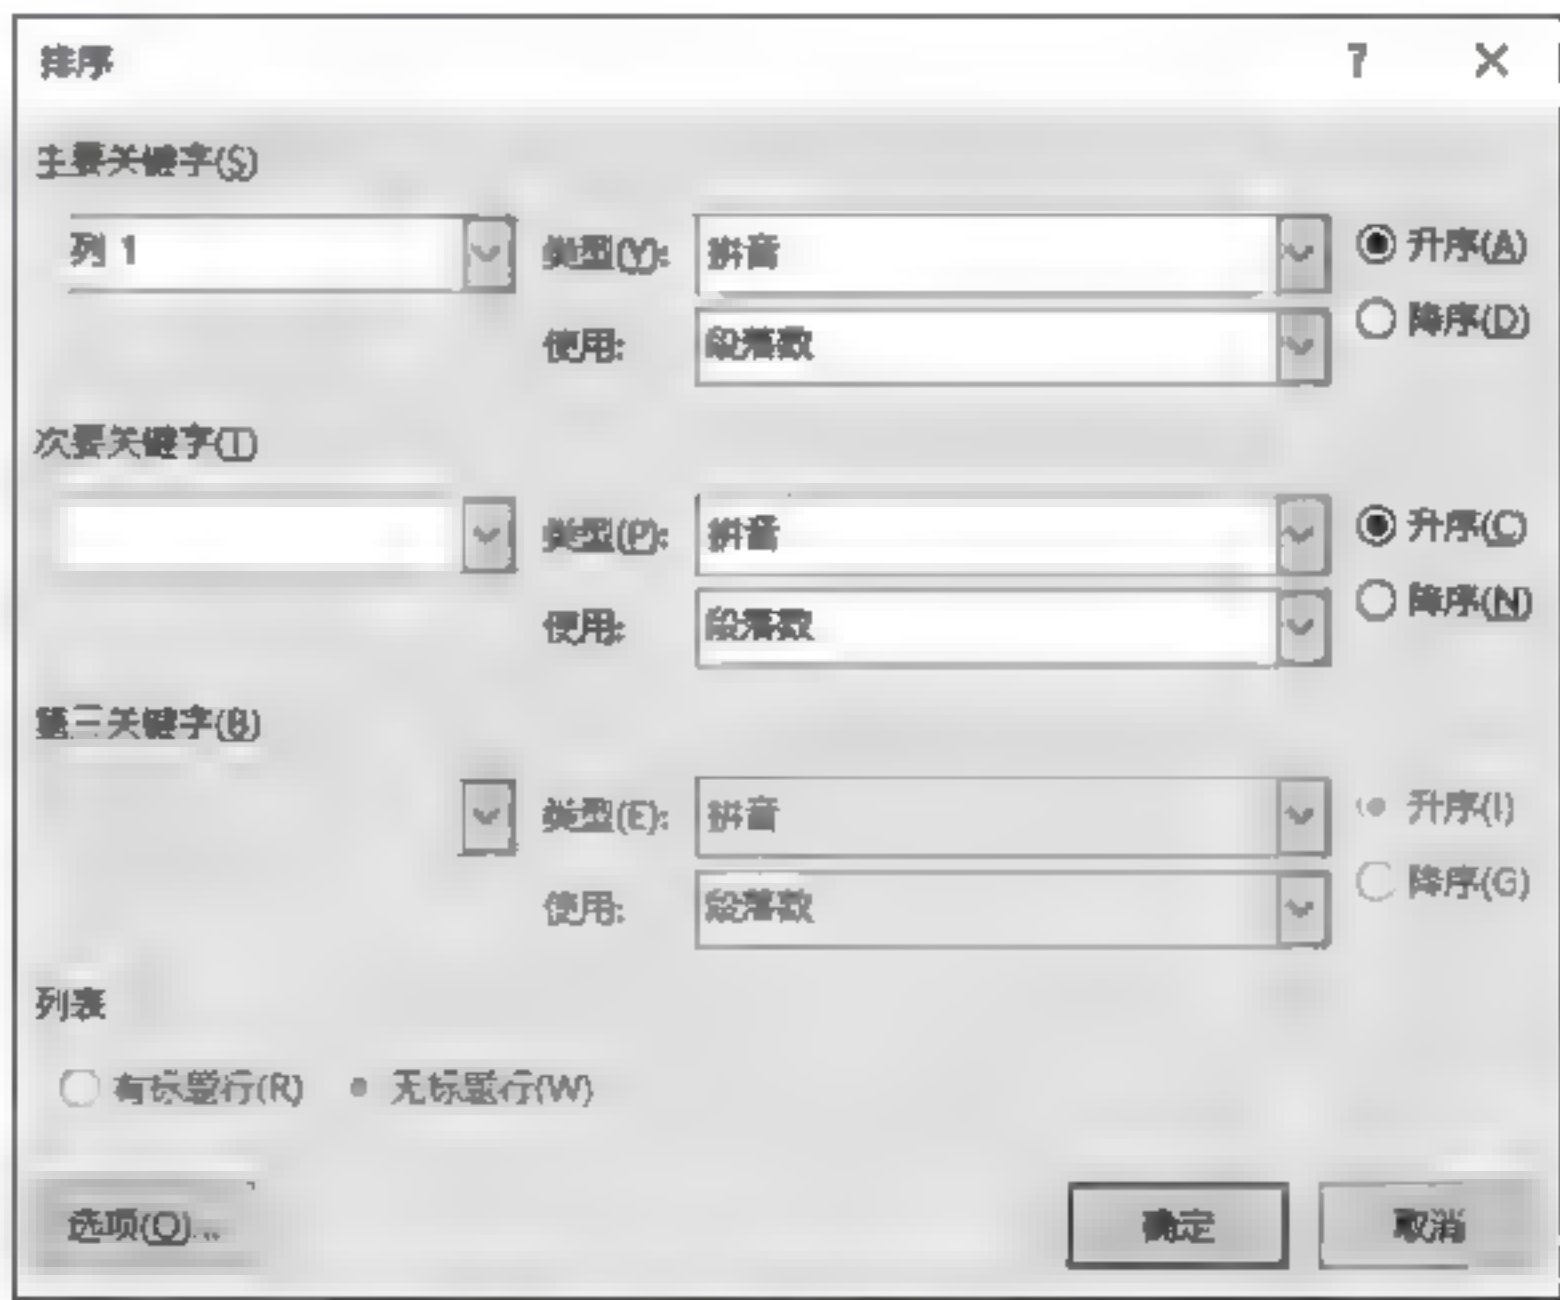 排序 ?
主要关键字(S)
列 1 类型(Y): 拼音 升序(A)
使用: 段落数 降序(D)
次要关键字(T)
类型(P): 拼音 升序(C)
使用: 段落数 降序(N)
第三关键字(B)
类型(E): 拼音 升序(I)
使用: 段落数 降序(G)
列表
有标题行(R) 无标题行(W)
选项(O)... 确定 取消